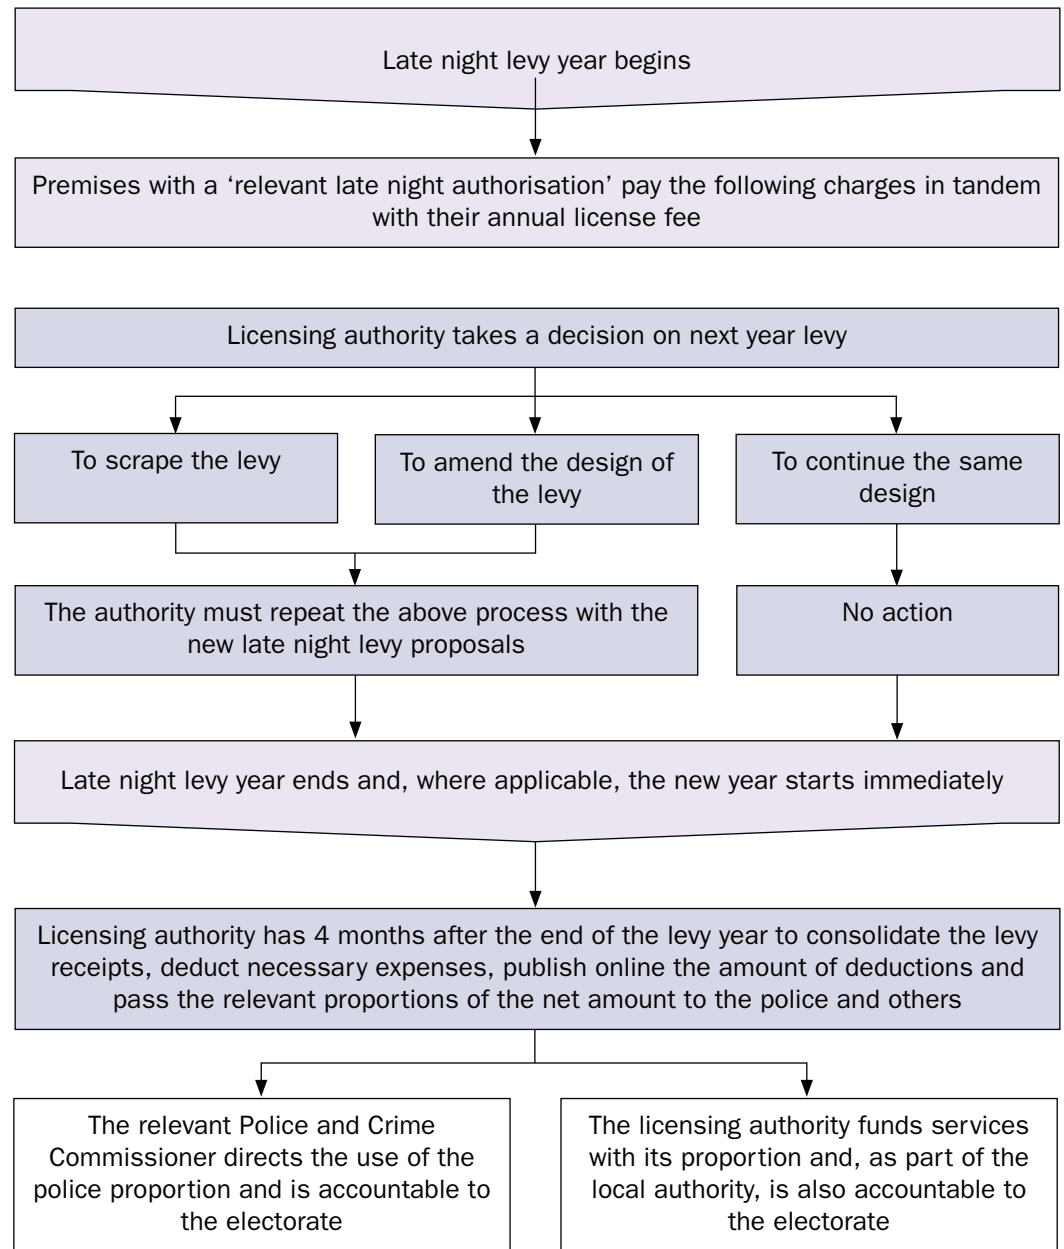 Late night levy year begins
Premises with a ‘relevant late night authorisation’ pay the following charges in tandem
with their annual license fee
Licensing authority takes a decision on next year levy
To scrape the levy
To amend the design of
the levy
To continue the same
design
The authority must repeat the above process with the
new late night levy proposals
No action
Late night levy year ends and, where applicable, the new year starts immediately
Licensing authority has 4 months after the end of the levy year to consolidate the levy
receipts, deduct necessary expenses, publish online the amount of deductions and
pass the relevant proportions of the net amount to the police and others
The relevant Police and Crime
Commissioner directs the use of the
police proportion and is accountable to
the electorate
The licensing authority funds services
with its proportion and, as part of the
local authority, is also accountable to
the electorate